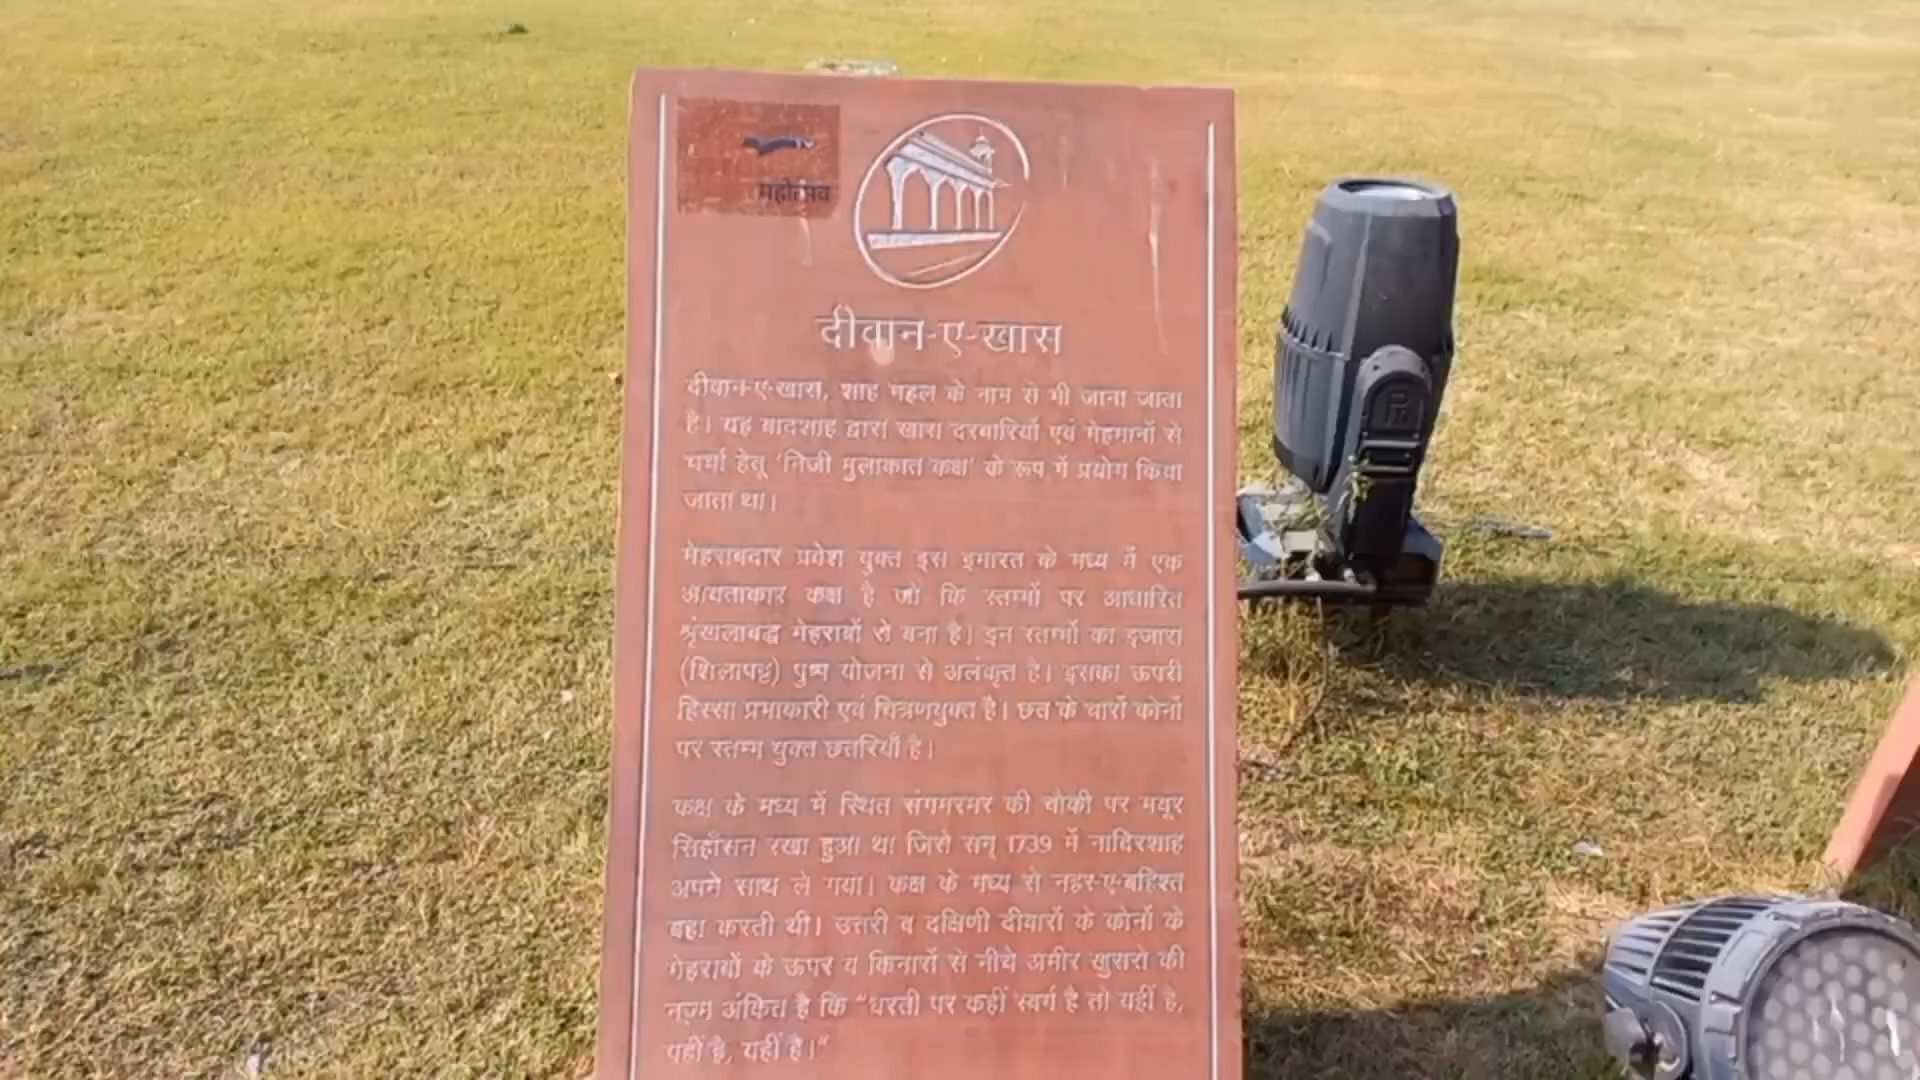 महोत्सव
दीवान-ए-खास
दीवान-ए-खास, शाह महल के नाम से भी जाना जाता
है। यह बादशाह द्वारा खास दरबारियों एवं मेहमानों से
चर्चा हेतू 'निजी मुलाकात कक्ष' के रूप में प्रयोग किया
जाता था।
मेहराबदार प्रवेश युक्त इस इमारत के मध्य में एक
आयताकार कक्ष है जो कि स्तम्भों पर आधारित
श्रृंखलाबद्ध मेहराबों से बना है। इन स्तम्भों का इजारा
(शिलापट्ट) पुष्प योजना से अलंकृत है। इसका ऊपरी
हिस्सा प्रभाकारी एवं चित्रणयुक्त है। छत के चारों कोनों
पर स्तम्भ युक्त छत्तरियाँ है।
कक्ष के मध्य में स्थित संगमरमर की चौकी पर मयूर
सिहाँसन रखा हुआ था जिसे सन् 1739 में नादिरशाह
अपने साथ ले गया। कक्ष के मध्य से नहर-ए-बहिश्त
बहा करती थी। उत्तरी व दक्षिणी दीवारों के कोनों के
मेहराबों के ऊपर व किनारों से नीचे अमीर खुसरो की
नज़्म अंकित है कि "धरती पर कहीं स्वर्ग है तो यहीं है,
यहीं है, यहीं है।"